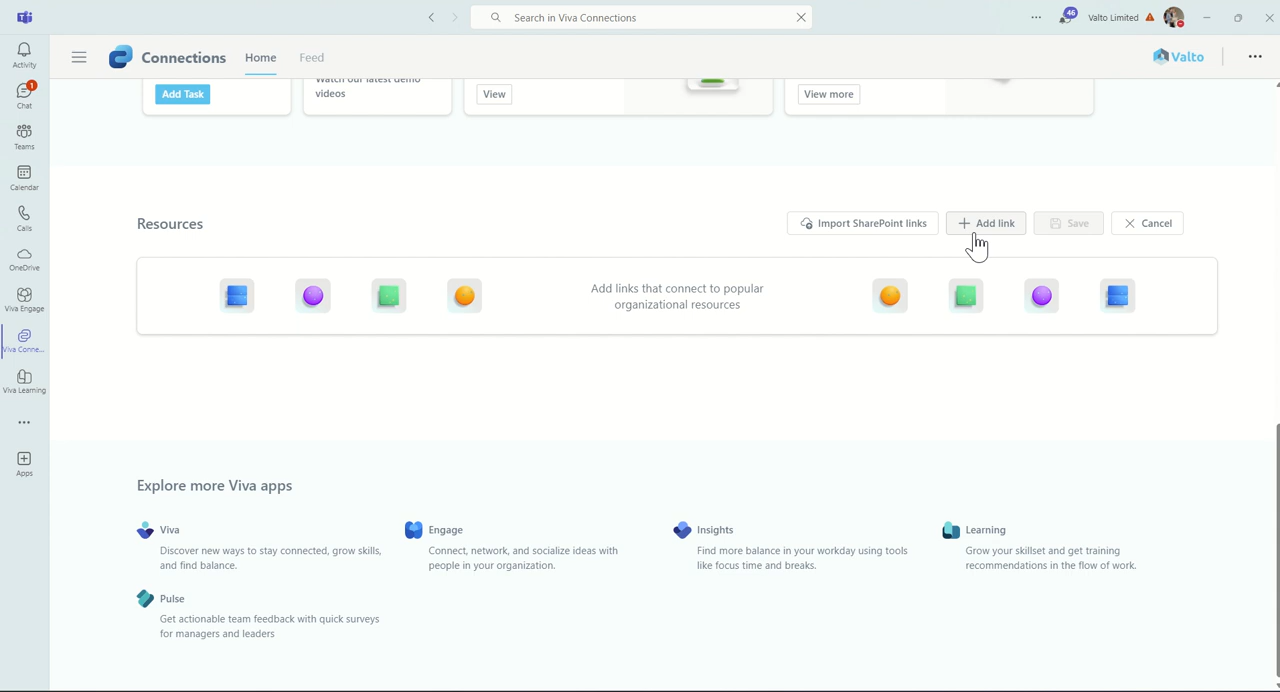 Search in Viva Connections
46
Valto Limited
Activity
1
Chat
Teams
Calendar
Calls
OneDrive
Viva Engage
Viva Conne...
Viva Learning
Apps
Connections
Home
Feed
Valto
Add Task
Watch our latest demo
videos
View
View more
Resources
Import SharePoint links
Add link
Save
Cancel
Add links that connect to popular
organizational resources
Explore more Viva apps
Viva
Discover new ways to stay connected, grow skills,
and find balance.
Engage
Connect, network, and socialize ideas with
people in your organization.
Insights
Find more balance in your workday using tools
like focus time and breaks.
Learning
Grow your skillset and get training
recommendations in the flow of work.
Pulse
Get actionable team feedback with quick surveys
for managers and leaders